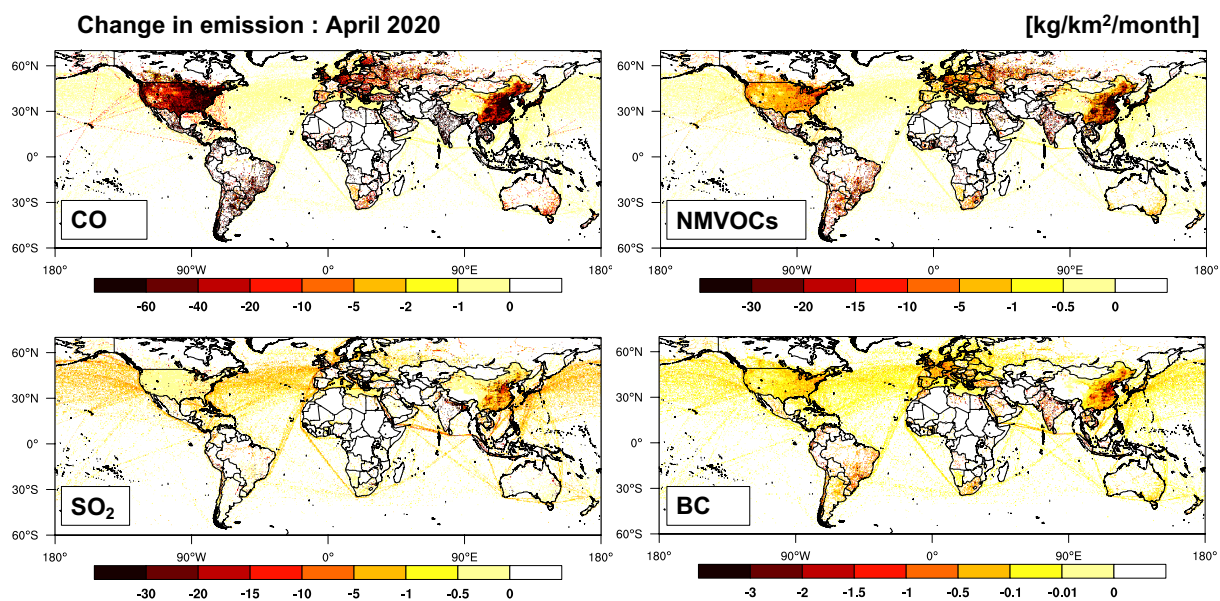 Change in emission : April 2020 [kg/km²/month]
60°N 60°N
30°N 30°N
0° 0°
30°S 30°S
CO NMVOCs
60°S 60°S
180° 90°W 0° 90°E 180° 180° 90°W 0° 90°E 180°
-60 -40 -20 -10 -5 -2 -1 0 -30 -20 -15 -10 -5 -1 -0.5 0
60°N 60°N
30°N 30°N
0° 0°
30°S 30°S
SO₂ BC
60°S 60°S
180° 90°W 0° 90°E 180° 180° 90°W 0° 90°E 180°
-30 -20 -15 -10 -5 -1 -0.5 0 -3 -2 -1.5 -1 -0.5 -0.1 -0.01 0